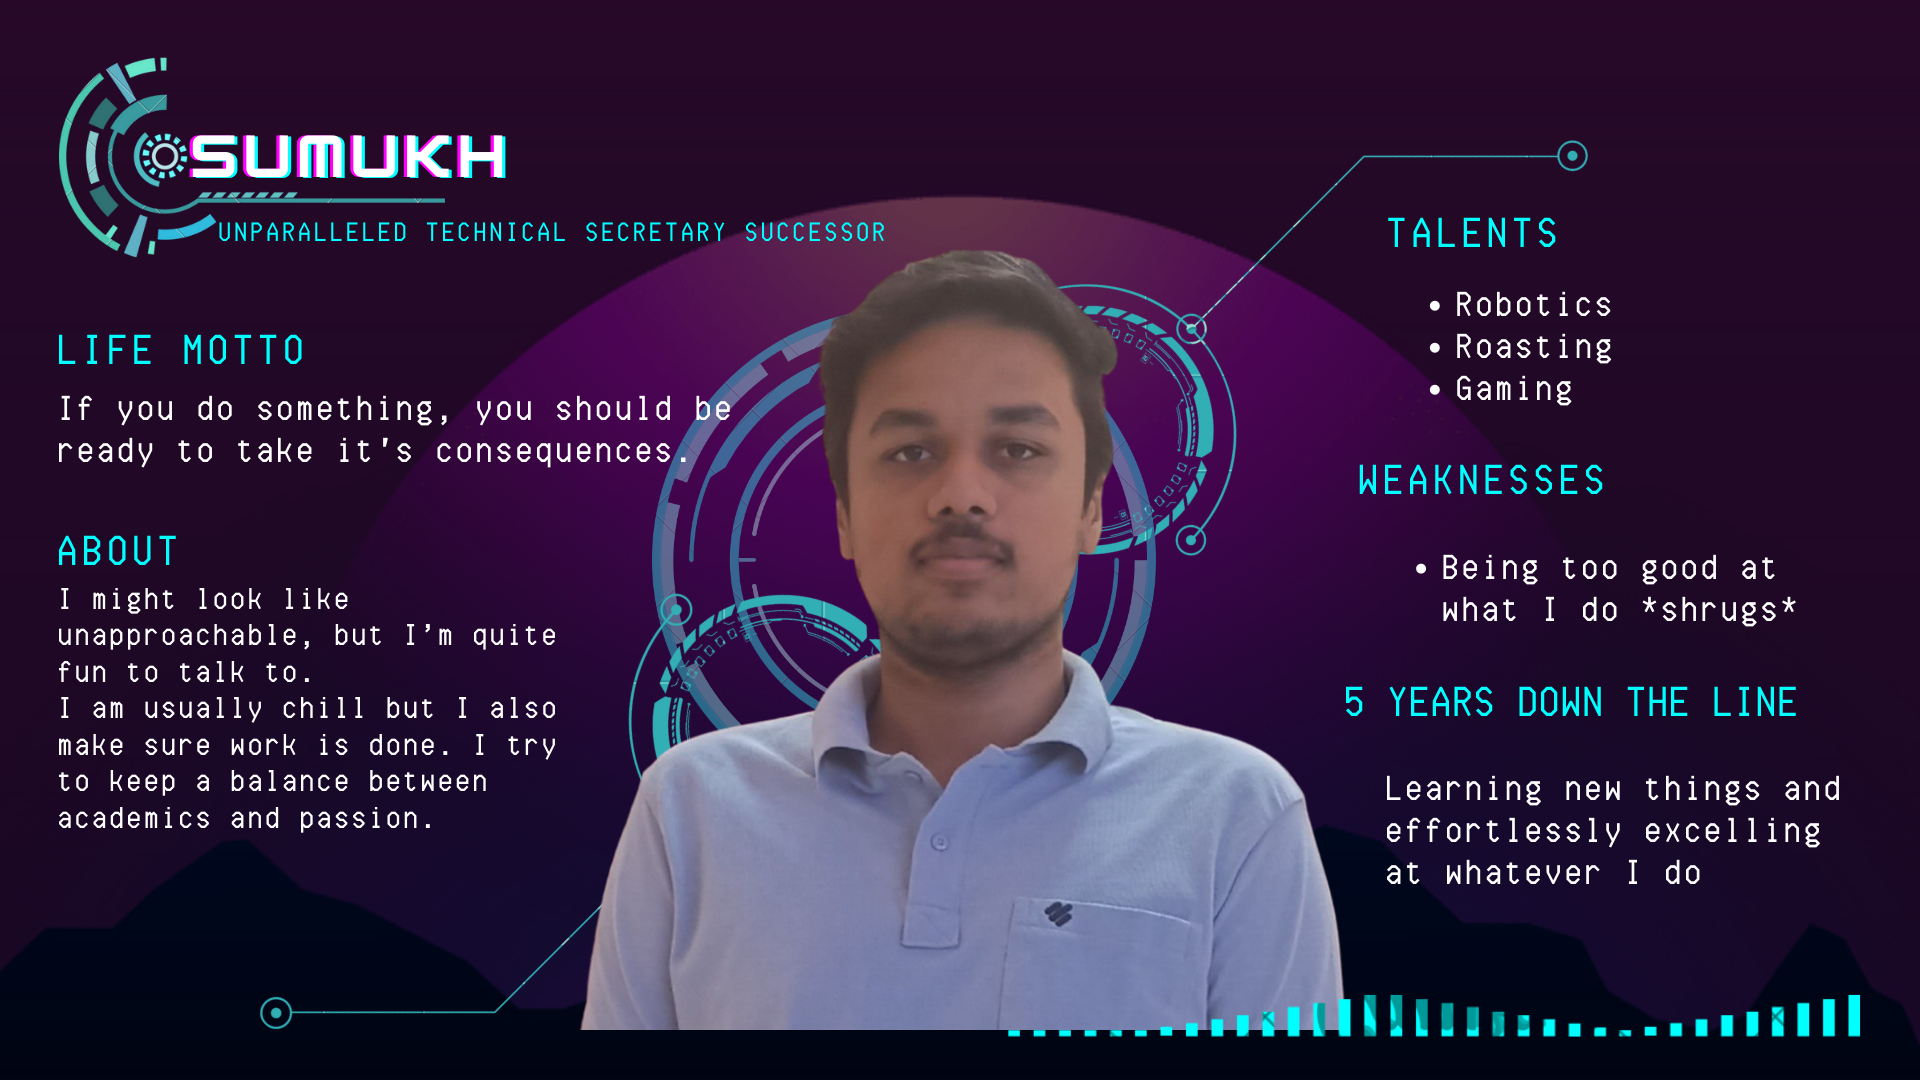 SUMUKH
UNPARALLELED TECHNICAL SECRETARY SUCCESSOR
LIFE MOTTO
If you do something, you should be
ready to take it's consequences.
ABOUT
I might look like
unapproachable, but I’m quite
fun to talk to.
I am usually chill but I also
make sure work is done. I try
to keep a balance between
academics and passion.
TALENTS
• Robotics
• Roasting
• Gaming
WEAKNESSES
• Being too good at
what I do *shrugs*
5 YEARS DOWN THE LINE
Learning new things and
effortlessly excelling
at whatever I do